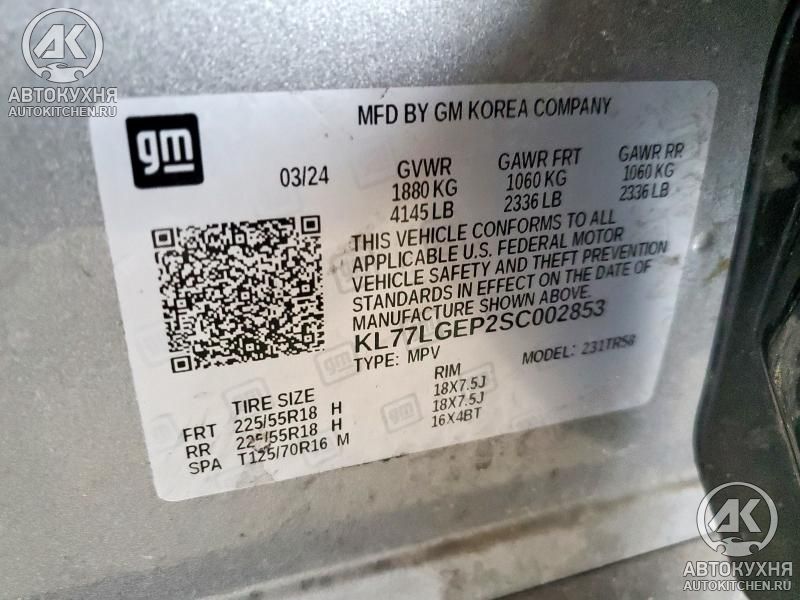 АК
АВТОКУХНЯ
AUTOKITCHEN.RU
gm
MFD BY GM KOREA COMPANY
03/24
GVWR
1880 KG
4145 LB
GAWR FRT
1060 KG
2336 LB
GAWR RR
1060 KG
2336 LB
THIS VEHICLE CONFORMS TO ALL
APPLICABLE U.S. FEDERAL MOTOR
VEHICLE SAFETY AND THEFT PREVENTION
STANDARDS IN EFFECT ON THE DATE OF
MANUFACTURE SHOWN ABOVE.
KL77LGEP2SC002853
TYPE: MPV
MODEL: 231TR58
TIRE SIZE
RIM
FRT 225/55R18 H 18X7.5J
RR 225/55R18 H 18X7.5J
SPA T125/70R16 M 16X4BT
АК
АВТОКУХНЯ
AUTOKITCHEN.RU